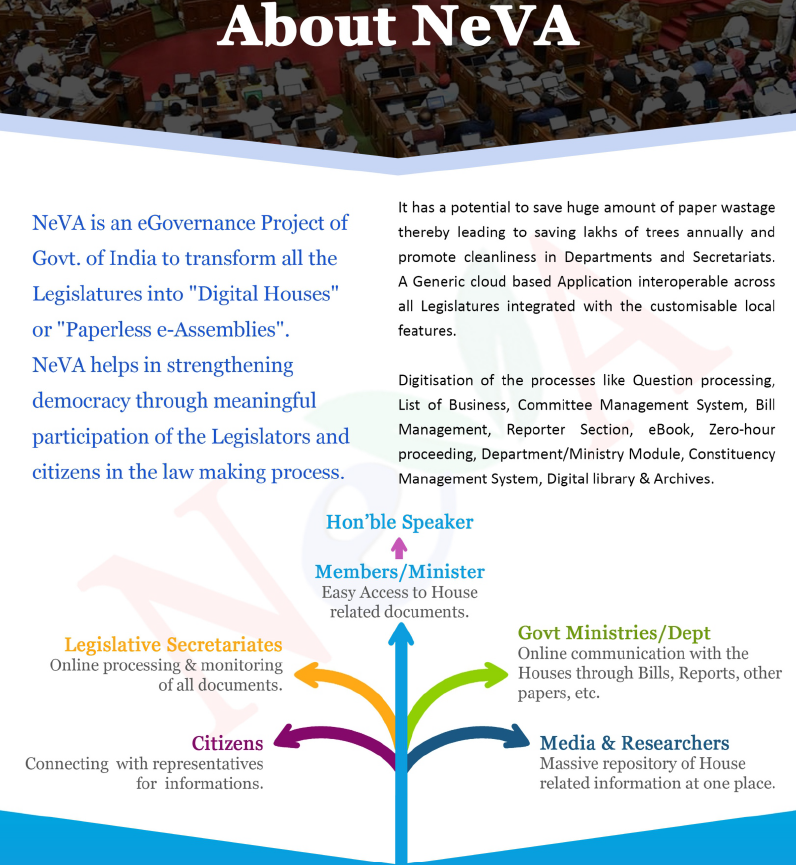 About NeVA
NeVA is an eGovernance Project of
Govt. of India to transform all the
Legislatures into "Digital Houses"
or "Paperless e-Assemblies".
NeVA helps in strengthening
democracy through meaningful
participation of the Legislators and
citizens in the law making process.
It has a potential to save huge amount of paper wastage
thereby leading to saving lakhs of trees annually and
promote cleanliness in Departments and Secretariats.
A Generic cloud based Application interoperable across
all Legislatures integrated with the customisable local
features.
Digitisation of the processes like Question processing,
List of Business, Committee Management System, Bill
Management, Reporter Section, eBook, Zero-hour
proceeding, Department/Ministry Module, Constituency
Management System, Digital library & Archives.
Hon'ble Speaker
Members/Minister
Easy Access to House
related documents.
Legislative Secretariates
Online processing & monitoring
of all documents.
Govt Ministries/Dept
Online communication with the
Houses through Bills, Reports, other
papers, etc.
Citizens
Connecting with representatives
for informations.
Media & Researchers
Massive repository of House
related information at one place.
NeVA